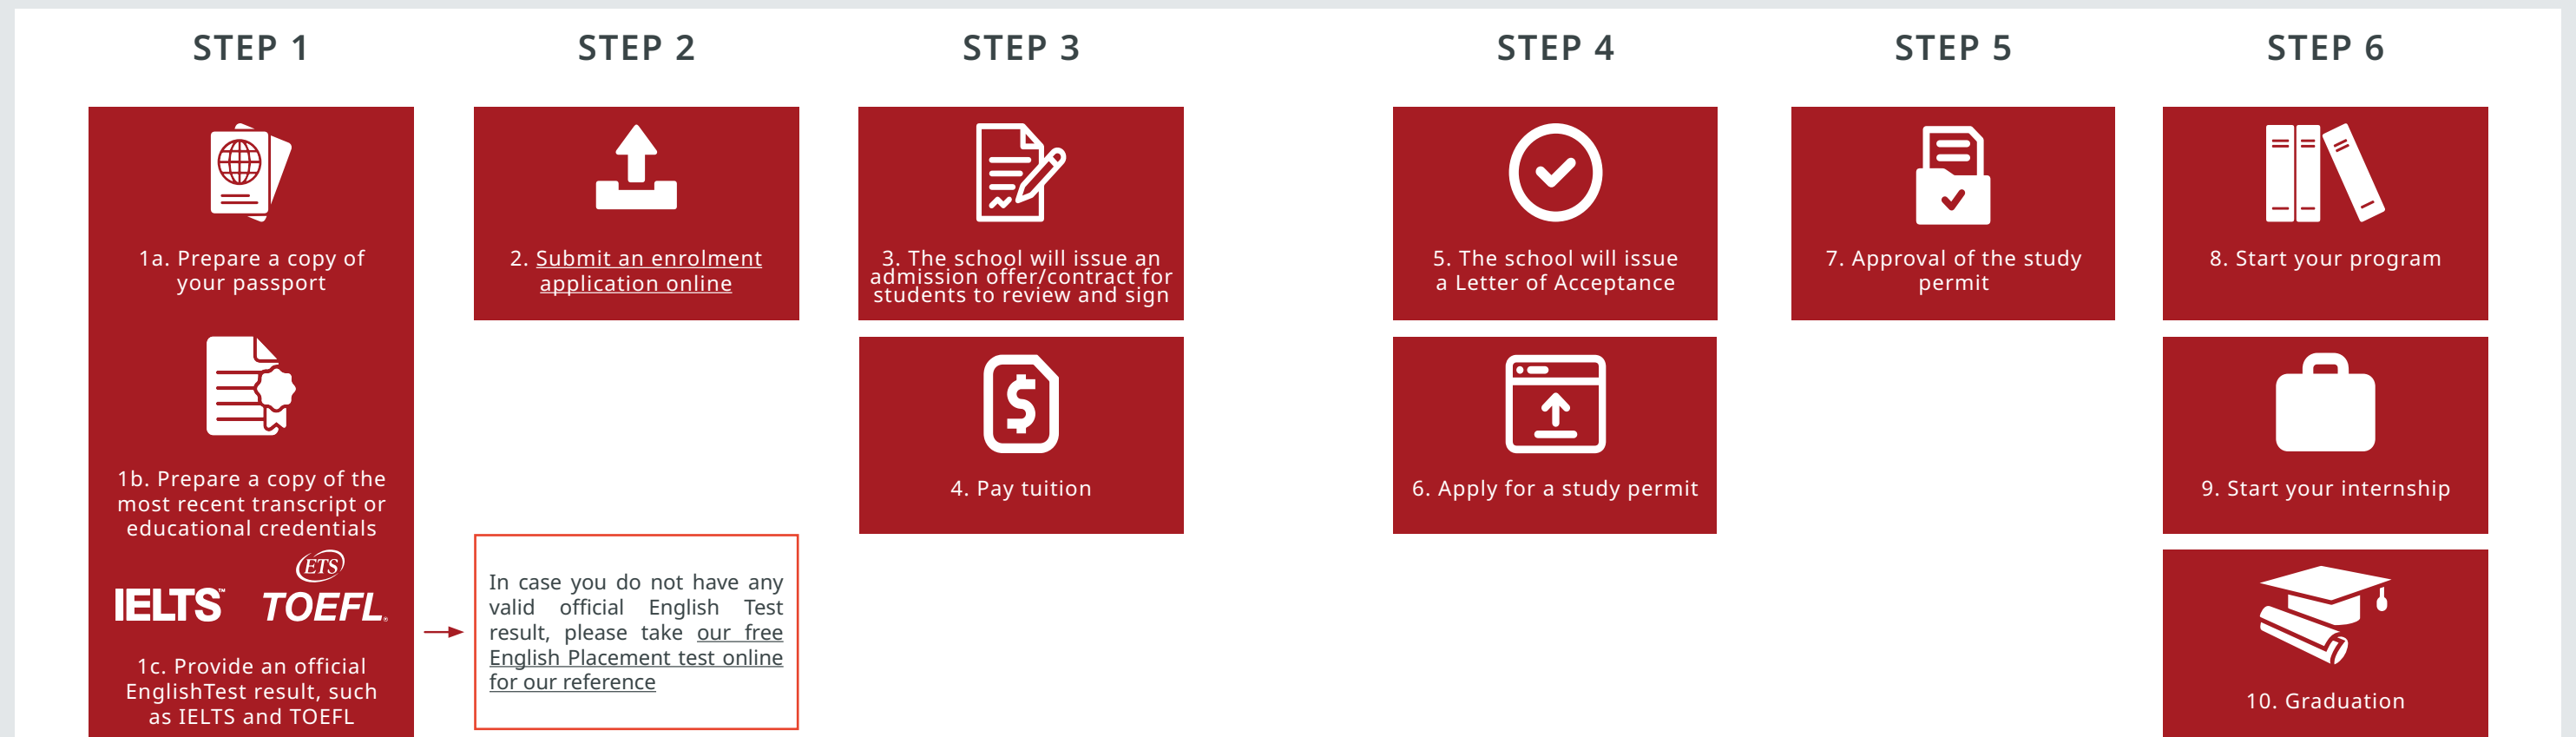 STEP 1
1a. Prepare a copy of
your passport
1b. Prepare a copy of the
most recent transcript or
educational credentials
IELTS™
ETS
TOEFL®
1c. Provide an official
EnglishTest result, such
as IELTS and TOEFL
STEP 2
2. Submit an enrolment
application online
In case you do not have any
valid official English Test
result, please take our free
English Placement test online
for our reference
STEP 3
3. The school will issue an
admission offer/contract for
students to review and sign
$
4. Pay tuition
STEP 4
5. The school will issue
a Letter of Acceptance
6. Apply for a study permit
STEP 5
7. Approval of the study
permit
STEP 6
8. Start your program
9. Start your internship
10. Graduation